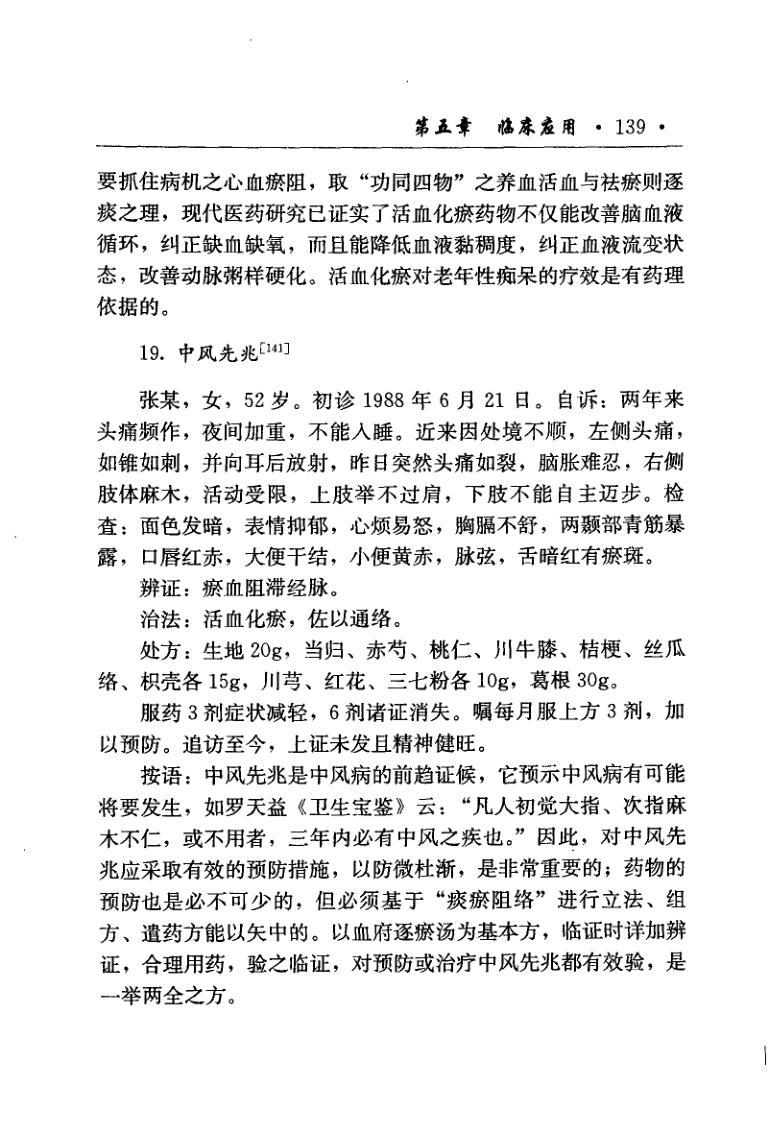 第五章 临床应用 · 139 ·
要抓住病机之心血瘀阻，取“功同四物”之养血活血与祛瘀则逐
痰之理，现代医药研究已证实了活血化瘀药物不仅能改善脑血液
循环，纠正缺血缺氧，而且能降低血液黏稠度，纠正血液流变状
态，改善动脉粥样硬化。活血化瘀对老年性痴呆的疗效是有药理
依据的。
19. 中风先兆[141]
张某，女，52岁。初诊1988年6月21日。自诉：两年来
头痛频作，夜间加重，不能入睡。近来因处境不顺，左侧头痛，
如锥如刺，并向耳后放射，昨日突然头痛如裂，脑胀难忍，右侧
肢体麻木，活动受限，上肢举不过肩，下肢不能自主迈步。检
查：面色发暗，表情抑郁，心烦易怒，胸膈不舒，两颞部青筋暴
露，口唇红赤，大便干结，小便黄赤，脉弦，舌暗红有瘀斑。
辨证：瘀血阻滞经脉。
治法：活血化瘀，佐以通络。
处方：生地20g，当归、赤芍、桃仁、川牛膝、桔梗、丝瓜
络、枳壳各15g，川芎、红花、三七粉各10g，葛根30g。
服药3剂症状减轻，6剂诸证消失。嘱每月服上方3剂，加
以预防。追访至今，上证未发且精神健旺。
按语：中风先兆是中风病的前趋证候，它预示中风病有可能
将要发生，如罗天益《卫生宝鉴》云：“凡人初觉大指、次指麻
木不仁，或不用者，三年内必有中风之疾也。”因此，对中风先
兆应采取有效的预防措施，以防微杜渐，是非常重要的；药物的
预防也是必不可少的，但必须基于“痰瘀阻络”进行立法、组
方、遣药方能以矢中的。以血府逐瘀汤为基本方，临证时详加辨
证，合理用药，验之临证，对预防或治疗中风先兆都有效验，是
一举两全之方。